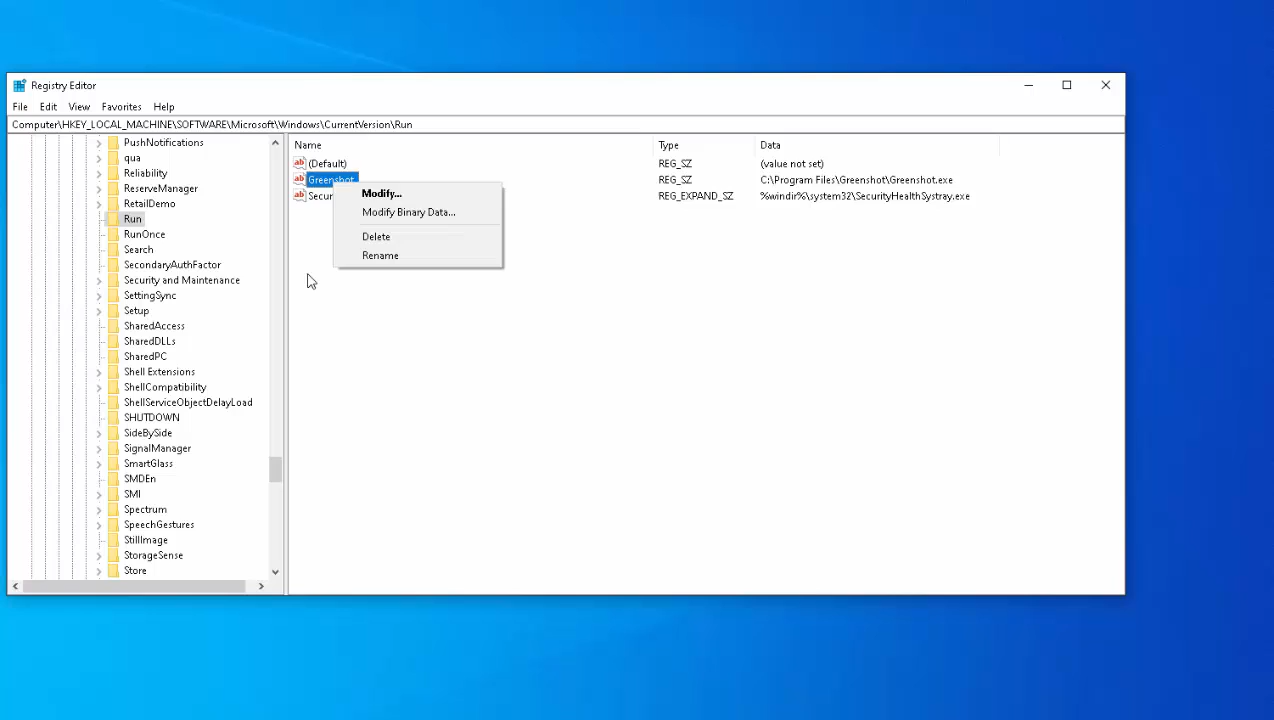 Registry Editor
File Edit View Favorites Help
Computer\HKEY_LOCAL_MACHINE\SOFTWARE\Microsoft\Windows\CurrentVersion\Run
PushNotifications
qua
Reliability
ReserveManager
RetailDemo
Run
RunOnce
Search
SecondaryAuthFactor
Security and Maintenance
SettingSync
Setup
SharedAccess
SharedDLLs
SharedPC
Shell Extensions
ShellCompatibility
ShellServiceObjectDelayLoad
SHUTDOWN
SideBySide
SignalManager
SmartGlass
SMDEn
SMI
Spectrum
SpeechGestures
StillImage
StorageSense
Store
Name Type Data
ab (Default) REG_SZ (value not set)
ab Greenshot REG_SZ C:\Program Files\Greenshot\Greenshot.exe
ab Secur REG_EXPAND_SZ %windir%\system32\SecurityHealthSystray.exe
Modify...
Modify Binary Data...
Delete
Rename